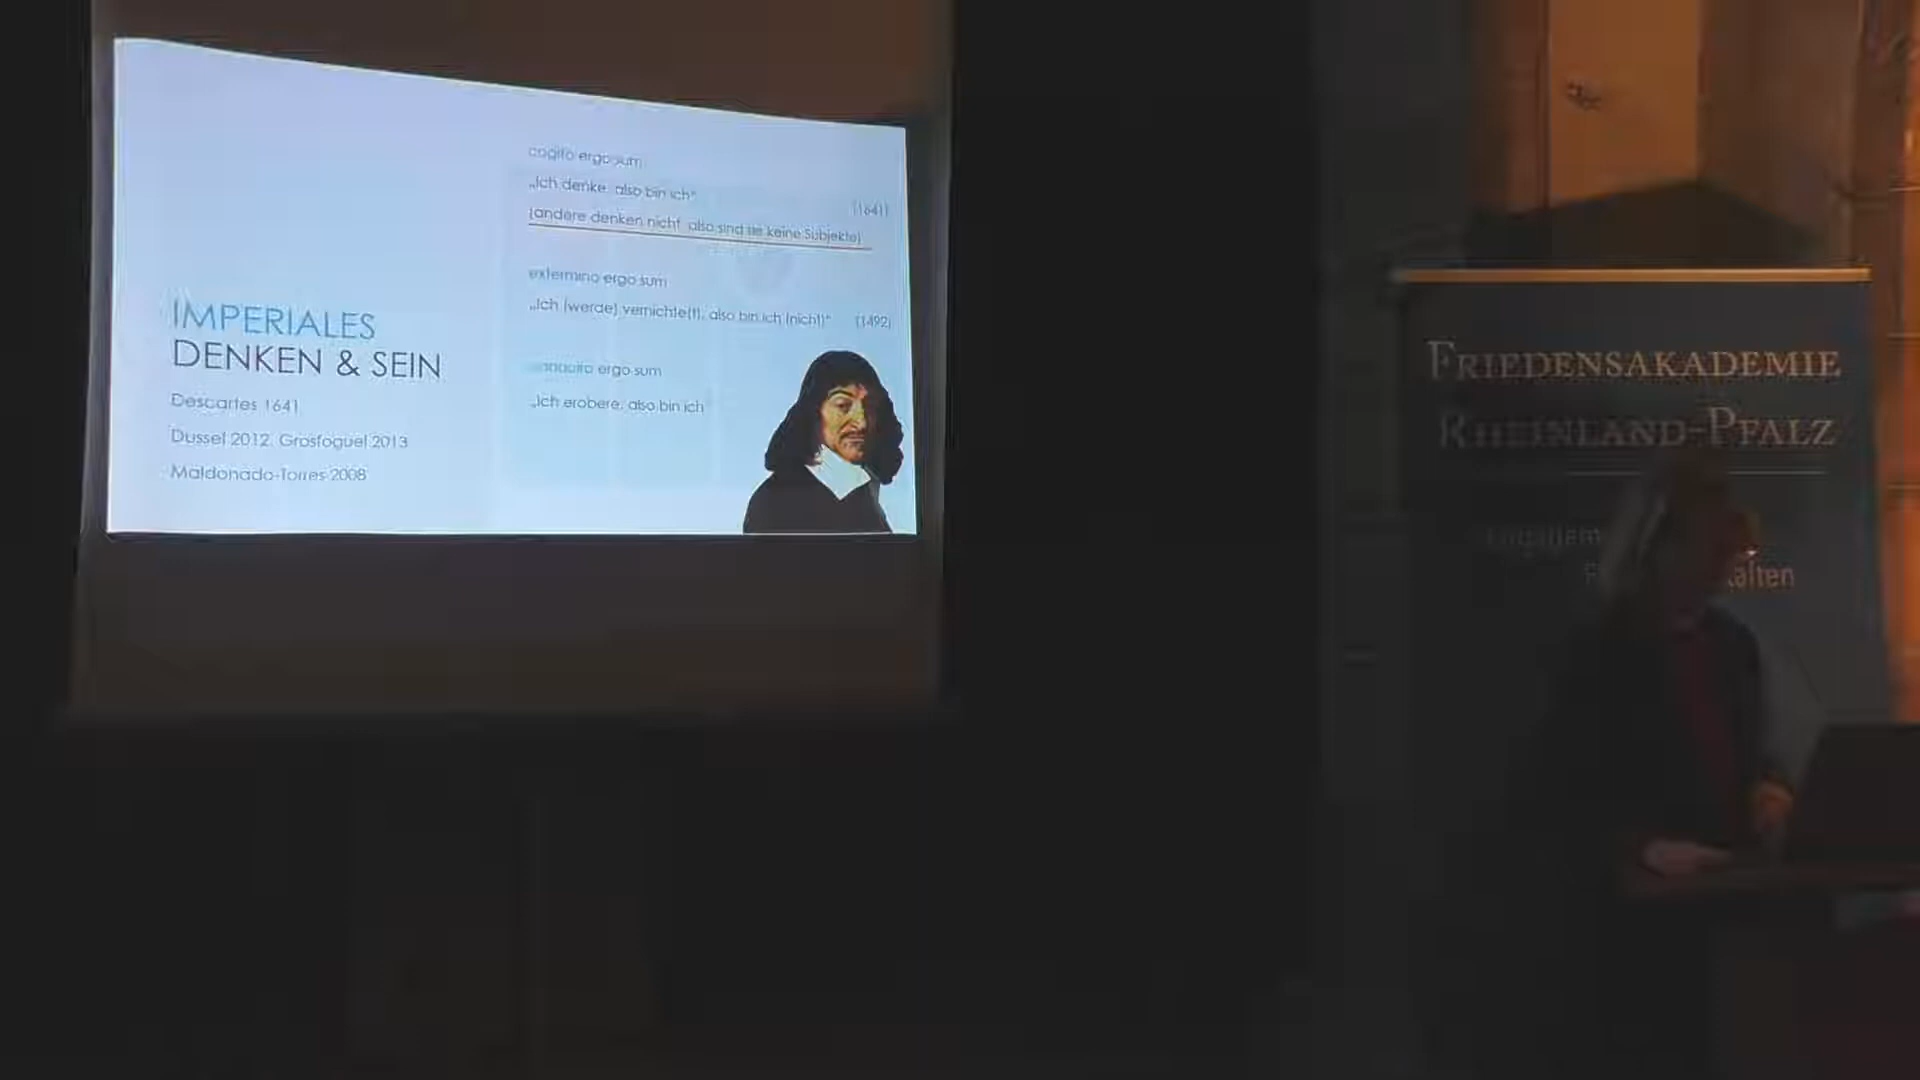 IMPERIALES
DENKEN & SEIN
Descartes 1641
Dussel 2012, Grosfoguel 2013
Maldonado-Torres 2008
cogito ergo sum
„Ich denke, also bin ich“
(1641)
(andere denken nicht, also sind sie keine Subjekte)
extermino ergo sum
„Ich (werde) vernichte(t), also bin ich (nicht)“ (1492)
ergo sum
„Ich erobere, also bin ich
FRIEDENSAKADEMIE
RHEINLAND-PFALZ